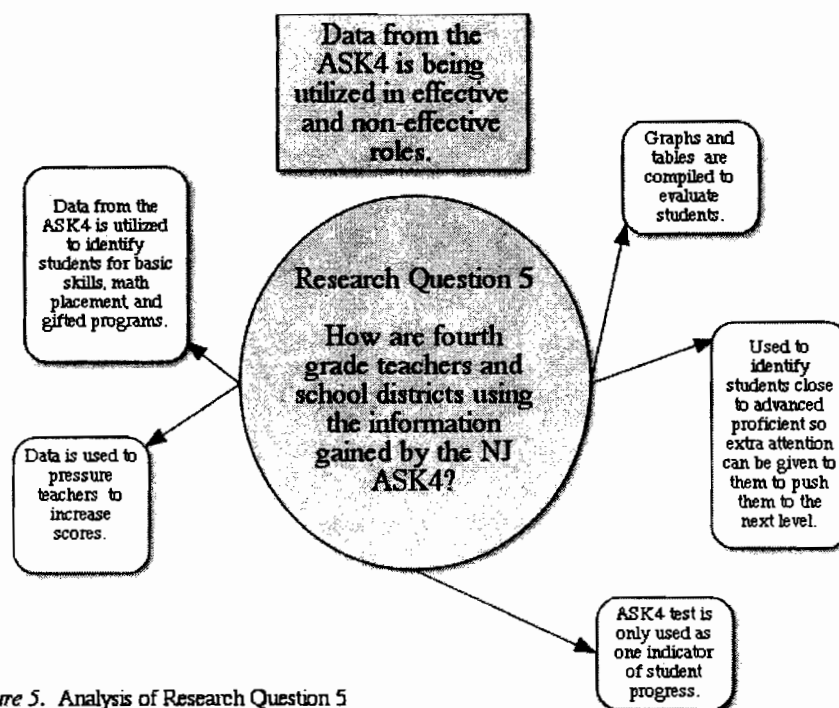 Data from the
ASK4 is being
utilized in effective
and non-effective
roles.
Graphs and
tables are
compiled to
evaluate
students.
Data from the
ASK4 is utilized
to identify
students for basic
skills, math
placement, and
gifted programs.
Research Question 5
How are fourth
grade teachers and
school districts using
the information
gained by the NJ
ASK4?
Used to
identify
students close
to advanced
proficient so
extra attention
can be given to
them to push
them to the
next level.
Data is used to
pressure
teachers to
increase
scores.
ASK4 test is
only used as
one indicator
of student
progress.
re 5. Analysis of Research Question 5